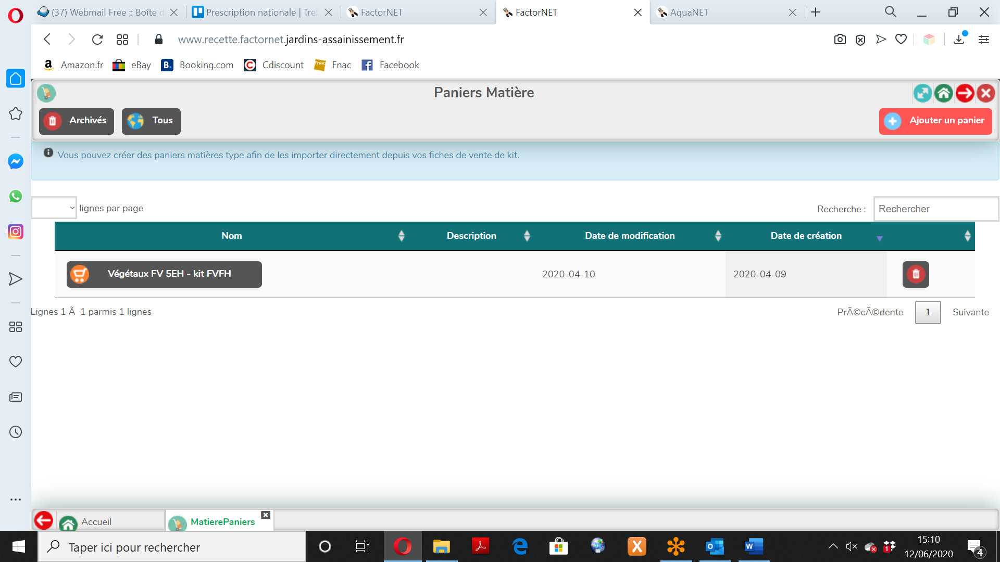 (37) Webmail Free :: Boîte d
Prescription nationale | Trel
FactorNET
FactorNET
AquaNET
www.recette.factornet.jardins-assainissement.fr
Amazon.fr
eBay
Booking.com
Cdiscount
Fnac
Facebook
Paniers Matière
Archivés
Tous
Ajouter un panier
Vous pouvez créer des paniers matières type afin de les importer directement depuis vos fiches de vente de kit.
lignes par page
Recherche :
Rechercher
Nom
Description
Date de modification
Date de création
Végétaux FV 5EH - kit FVFH
2020-04-10
2020-04-09
Lignes 1 Ã  1 parmis 1 lignes
PrÃ©cÃ©dente
1
Suivante
Accueil
MatierePaniers
Taper ici pour rechercher
15:10
12/06/2020
4